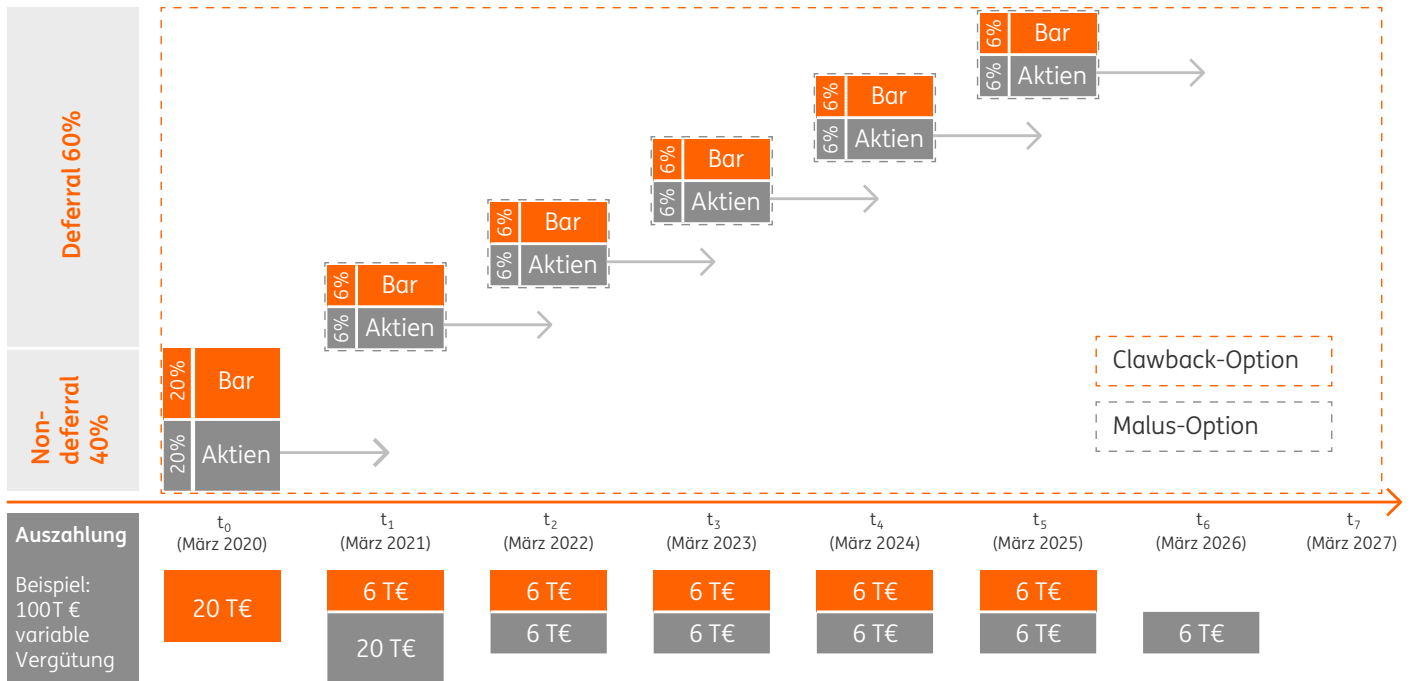 Deferral 60%
Non-
deferral
40%
6%
Bar
6%
Aktien
6%
Bar
6%
Aktien
6%
Bar
6%
Aktien
6%
Bar
6%
Aktien
6%
Bar
6%
Aktien
20%
Bar
20%
Aktien
Clawback-Option
Malus-Option
Auszahlung
Beispiel:
100T €
variable
Vergütung
t0
(März 2020)
t1
(März 2021)
t2
(März 2022)
t3
(März 2023)
t4
(März 2024)
t5
(März 2025)
t6
(März 2026)
t7
(März 2027)
20 T€
6 T€
20 T€
6 T€
6 T€
6 T€
6 T€
6 T€
6 T€
6 T€
6 T€
6 T€